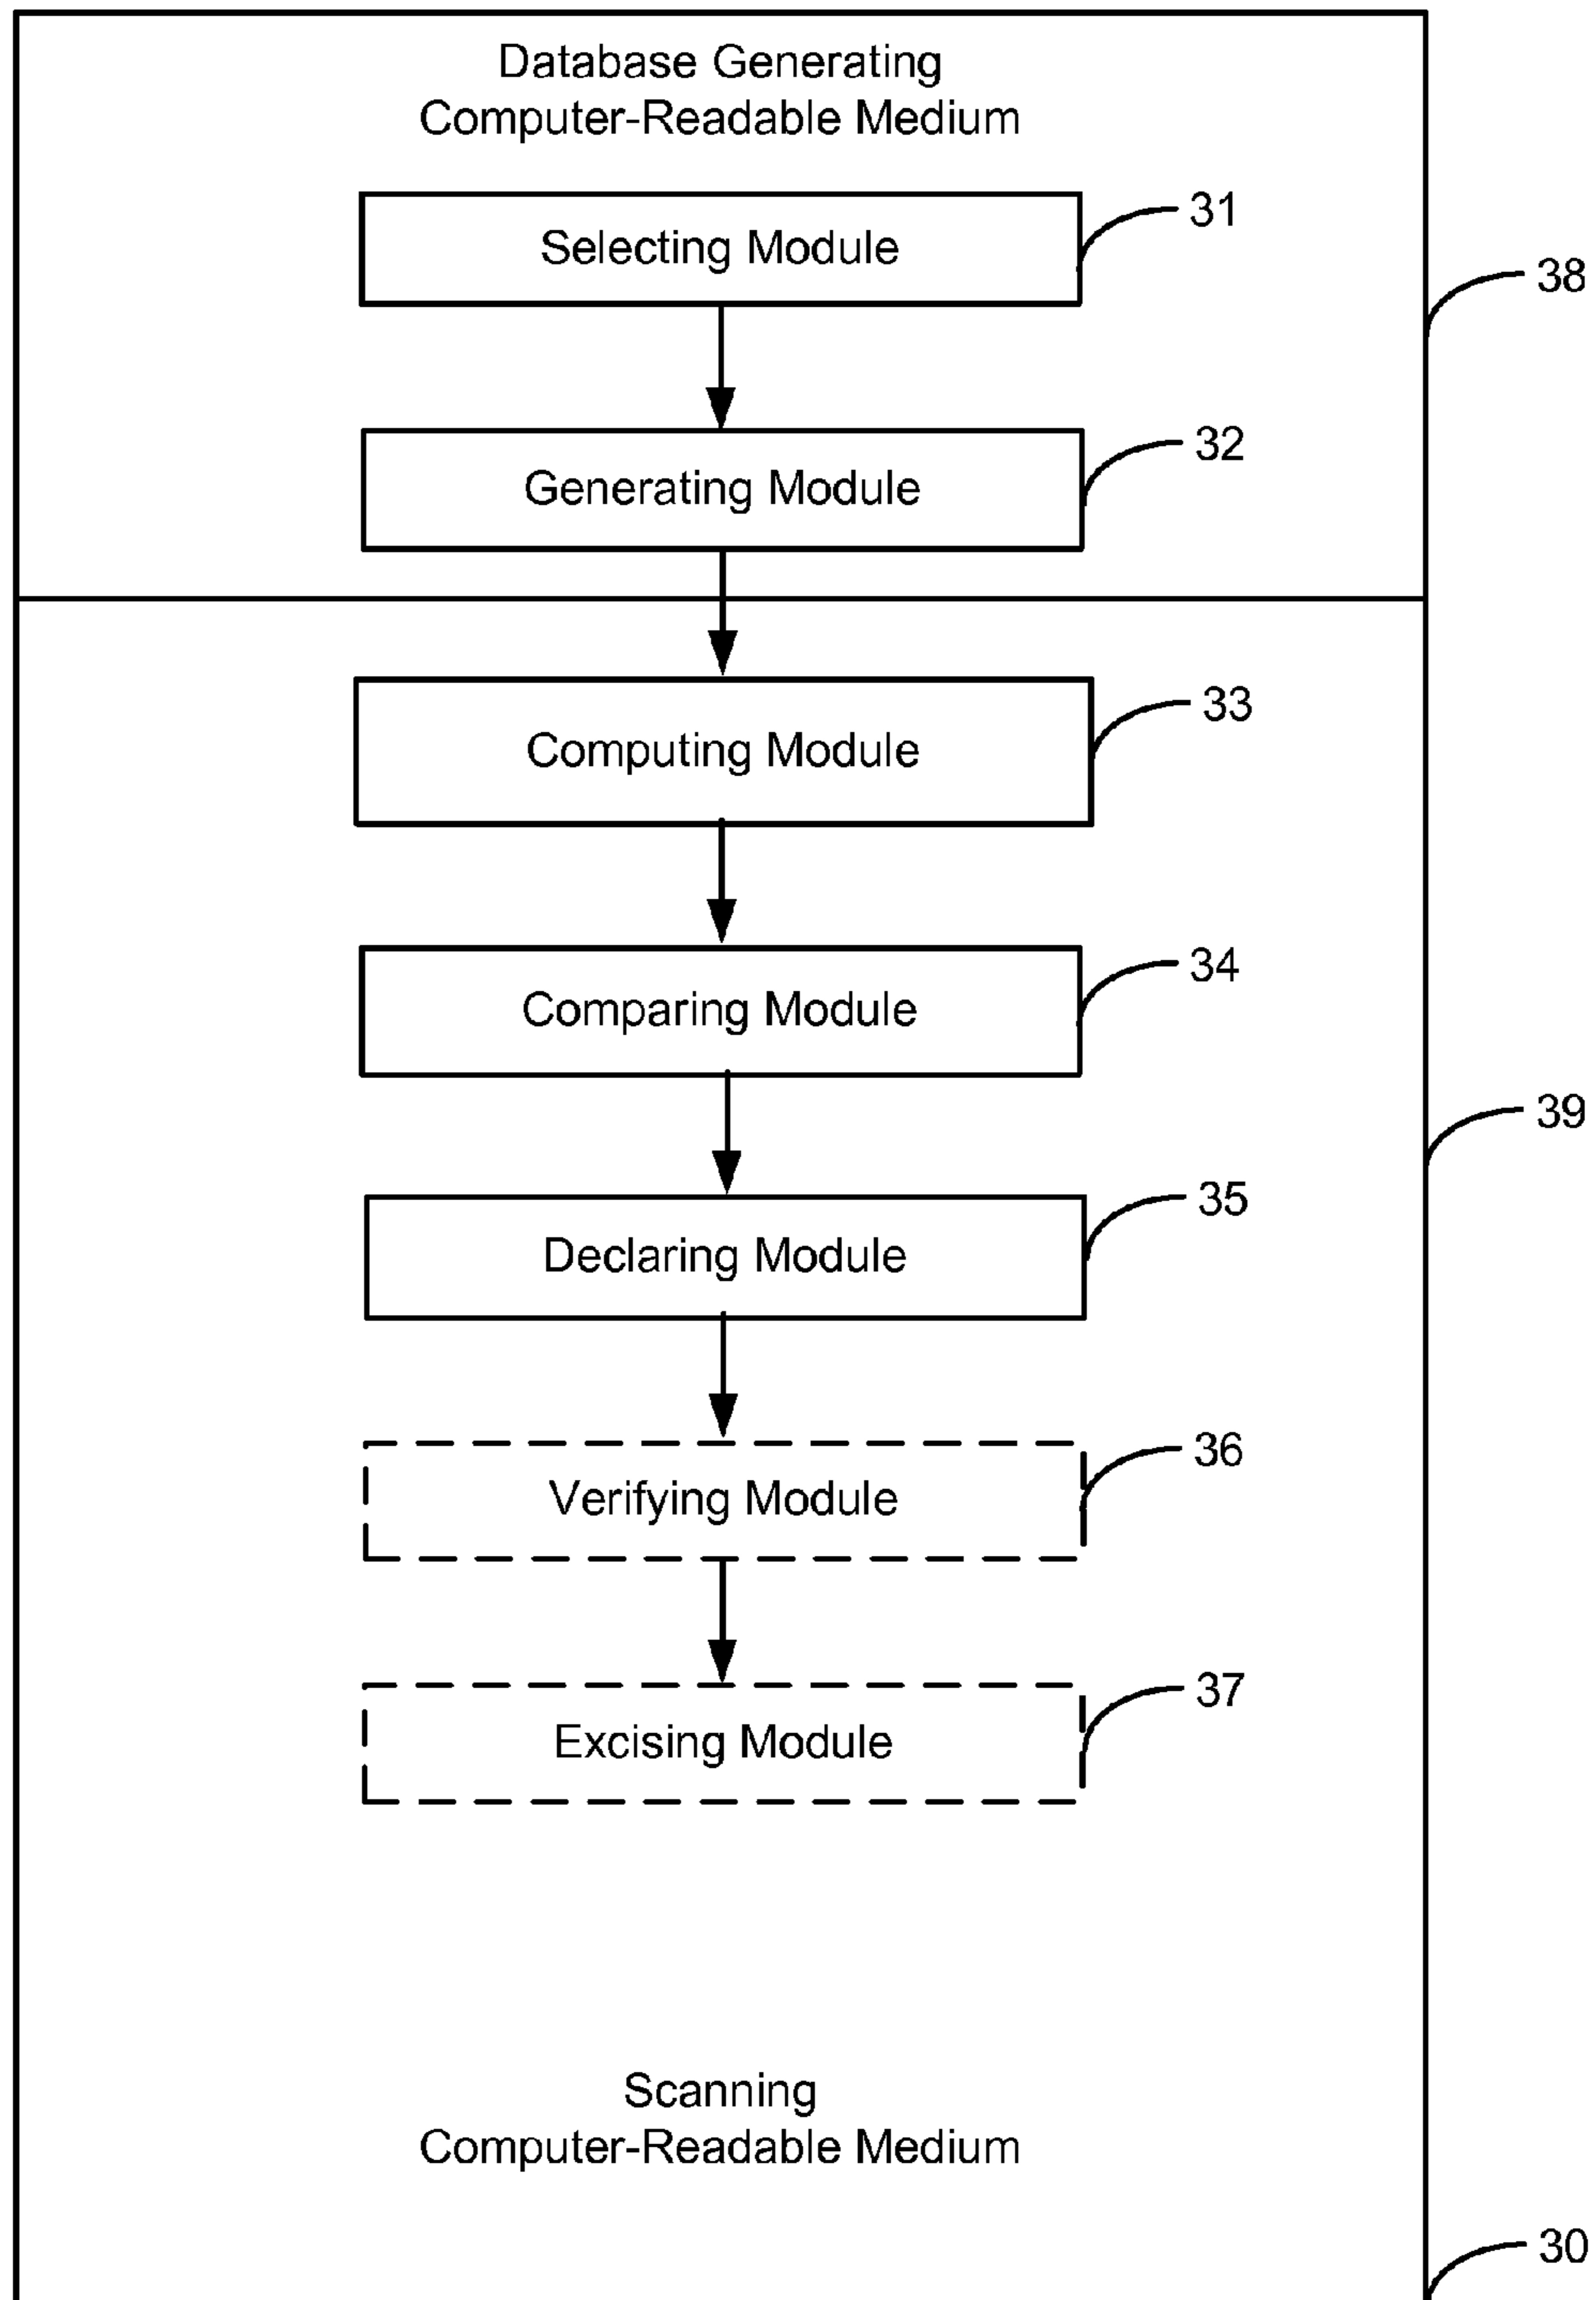 Database Generating
Computer-Readable Medium
Selecting Module
31
38
Generating Module
32
Computing Module
33
Comparing Module
34
39
Declaring Module
35
Verifying Module
36
Excising Module
37
Scanning
Computer-Readable Medium
30